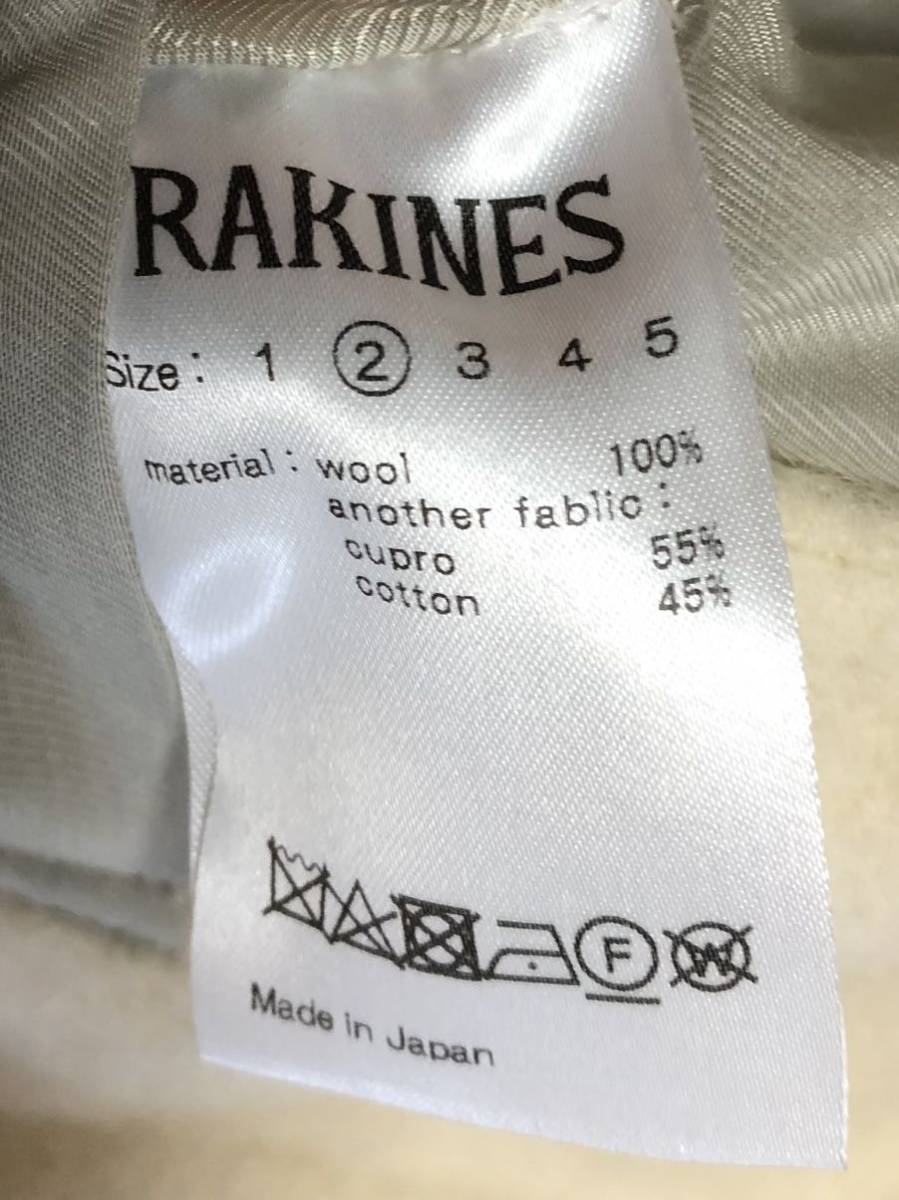 RAKINES
Size: 1 2 3 4 5
material: wool 100%
another fablic:
cupro 55%
cotton 45%
F W
Made in Japan